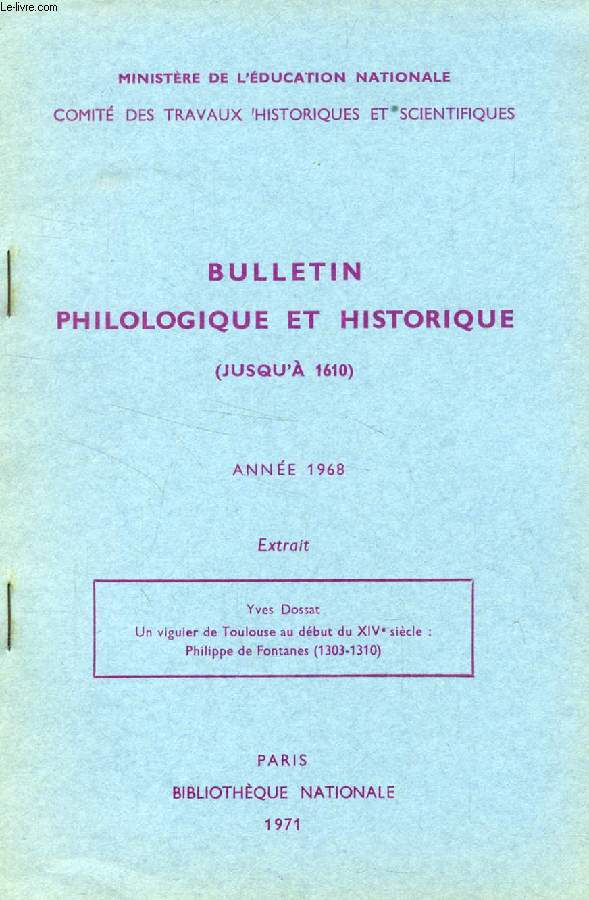 Le-livre.com
MINISTÈRE DE L'ÉDUCATION NATIONALE
COMITÉ DES TRAVAUX HISTORIQUES ET SCIENTIFIQUES
BULLETIN
PHILOLOGIQUE ET HISTORIQUE
(JUSQU'À 1610)
ANNÉE 1968
Extrait
Yves Dossat
Un viguier de Toulouse au début du XIVe siècle :
Philippe de Fontanes (1303-1310)
PARIS
BIBLIOTHÈQUE NATIONALE
1971